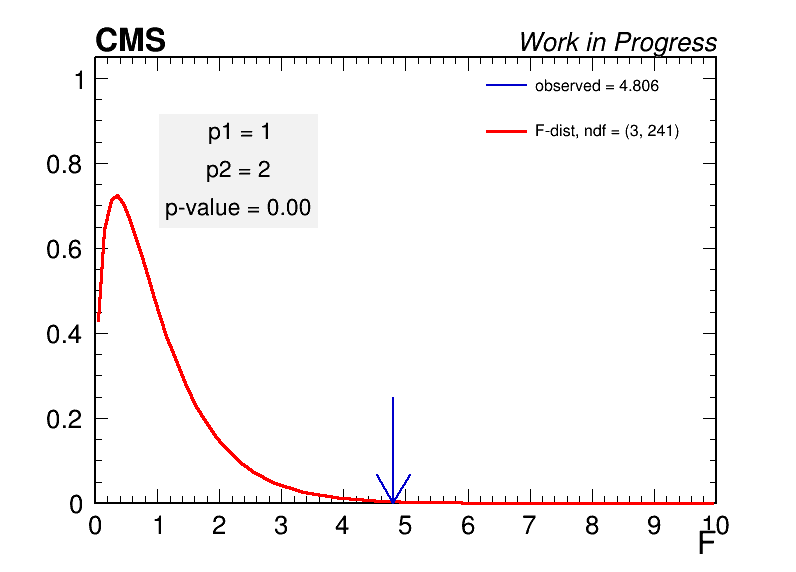 CMS
Work in Progress
observed = 4.806
F-dist, ndf = (3, 241)
p1 = 1
p2 = 2
p-value = 0.00
1
0.8
0.6
0.4
0.2
0
0 1 2 3 4 5 6 7 8 9 10
F